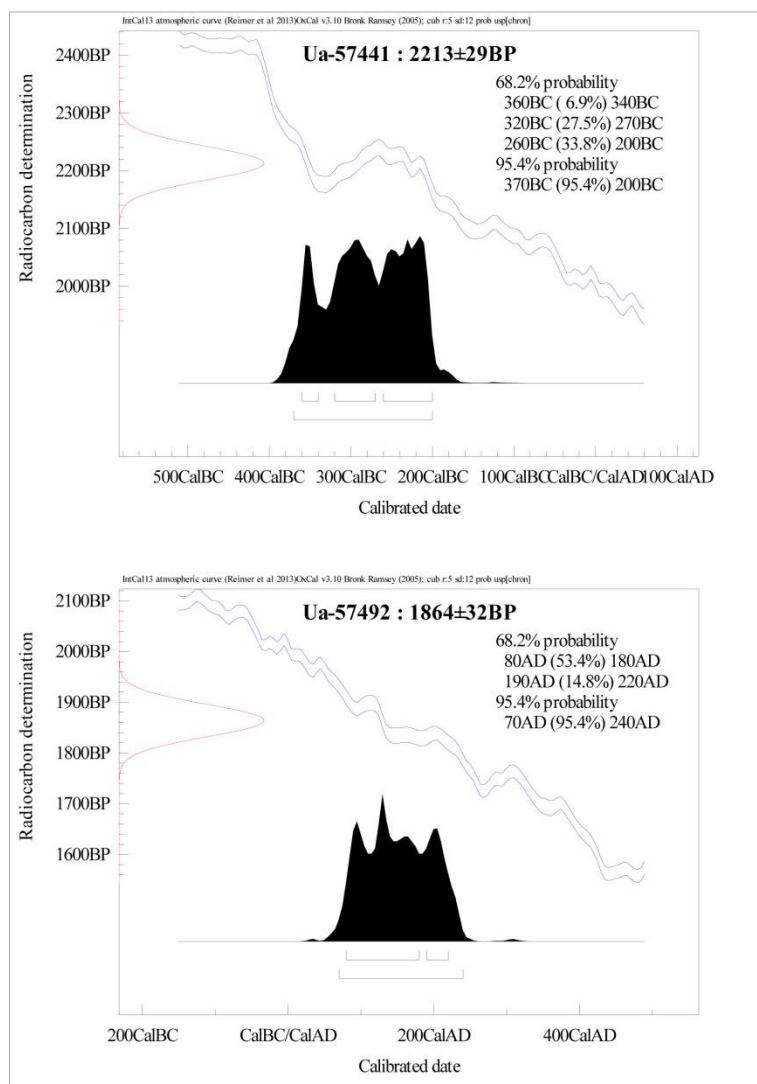 IntCal13 atmospheric curve (Reimer et al 2013)OxCal v3.10 Bronk Ramsey (2005); cub r:5 sd:12 prob usp[chron]
Ua-57441 : 2213±29BP
68.2% probability
360BC ( 6.9%) 340BC
320BC (27.5%) 270BC
260BC (33.8%) 200BC
95.4% probability
370BC (95.4%) 200BC
Radiocarbon determination
2400BP
2300BP
2200BP
2100BP
2000BP
500CalBC 400CalBC 300CalBC 200CalBC 100CalBC CalBC/CalAD 100CalAD
Calibrated date
IntCal13 atmospheric curve (Reimer et al 2013)OxCal v3.10 Bronk Ramsey (2005); cub r:5 sd:12 prob usp[chron]
Ua-57492 : 1864±32BP
68.2% probability
80AD (53.4%) 180AD
190AD (14.8%) 220AD
95.4% probability
70AD (95.4%) 240AD
Radiocarbon determination
2100BP
2000BP
1900BP
1800BP
1700BP
1600BP
200CalBC CalBC/CalAD 200CalAD 400CalAD
Calibrated date